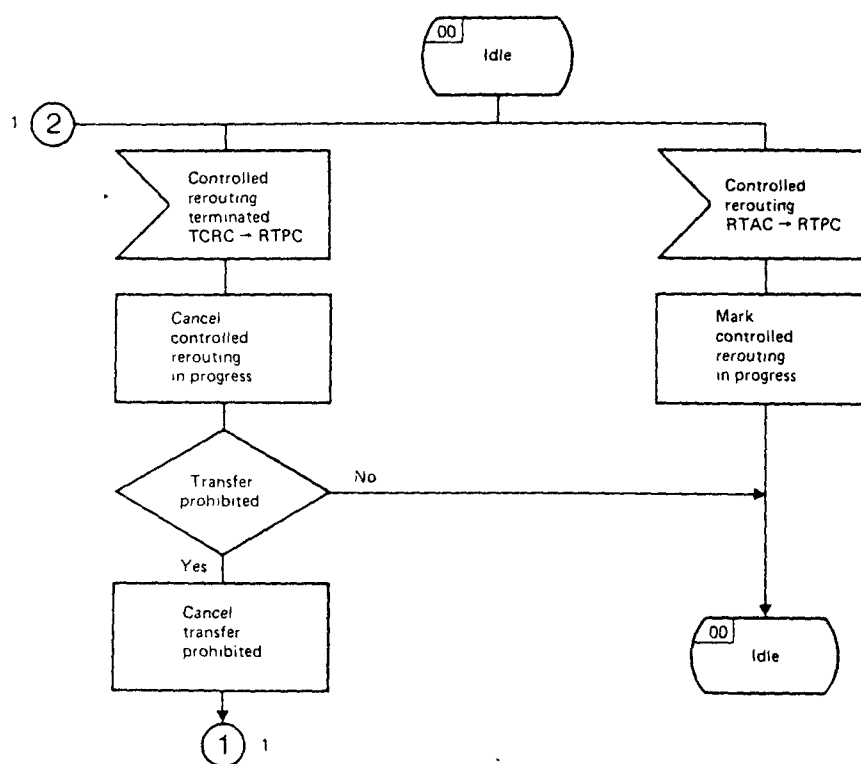 00
Idle
1
2
Controlled
rerouting
terminated
TCRC → RTPC
Controlled
rerouting
RTAC → RTPC
Cancel
controlled
rerouting
in progress
Mark
controlled
rerouting
in progress
Transfer
prohibited
No
Yes
Cancel
transfer
prohibited
00
Idle
1
1